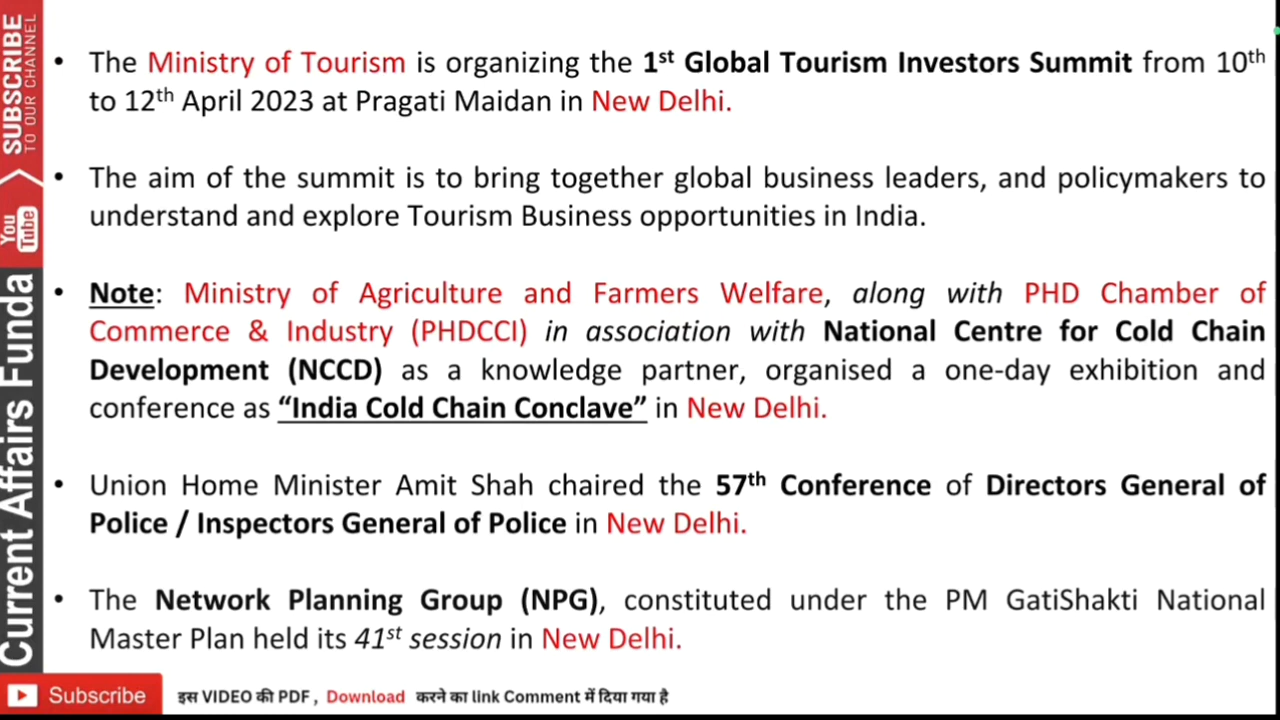 SUBSCRIBE
TO OUR CHANNEL
You
Tube
Current Affairs Funda
• The Ministry of Tourism is organizing the 1st Global Tourism Investors Summit from 10th
to 12th April 2023 at Pragati Maidan in New Delhi.
• The aim of the summit is to bring together global business leaders, and policymakers to
understand and explore Tourism Business opportunities in India.
• Note: Ministry of Agriculture and Farmers Welfare, along with PHD Chamber of
Commerce & Industry (PHDCCI) in association with National Centre for Cold Chain
Development (NCCD) as a knowledge partner, organised a one-day exhibition and
conference as “India Cold Chain Conclave” in New Delhi.
• Union Home Minister Amit Shah chaired the 57th Conference of Directors General of
Police / Inspectors General of Police in New Delhi.
• The Network Planning Group (NPG), constituted under the PM GatiShakti National
Master Plan held its 41st session in New Delhi.
Subscribe
इस VIDEO की PDF , Download करने का link Comment में दिया गया है